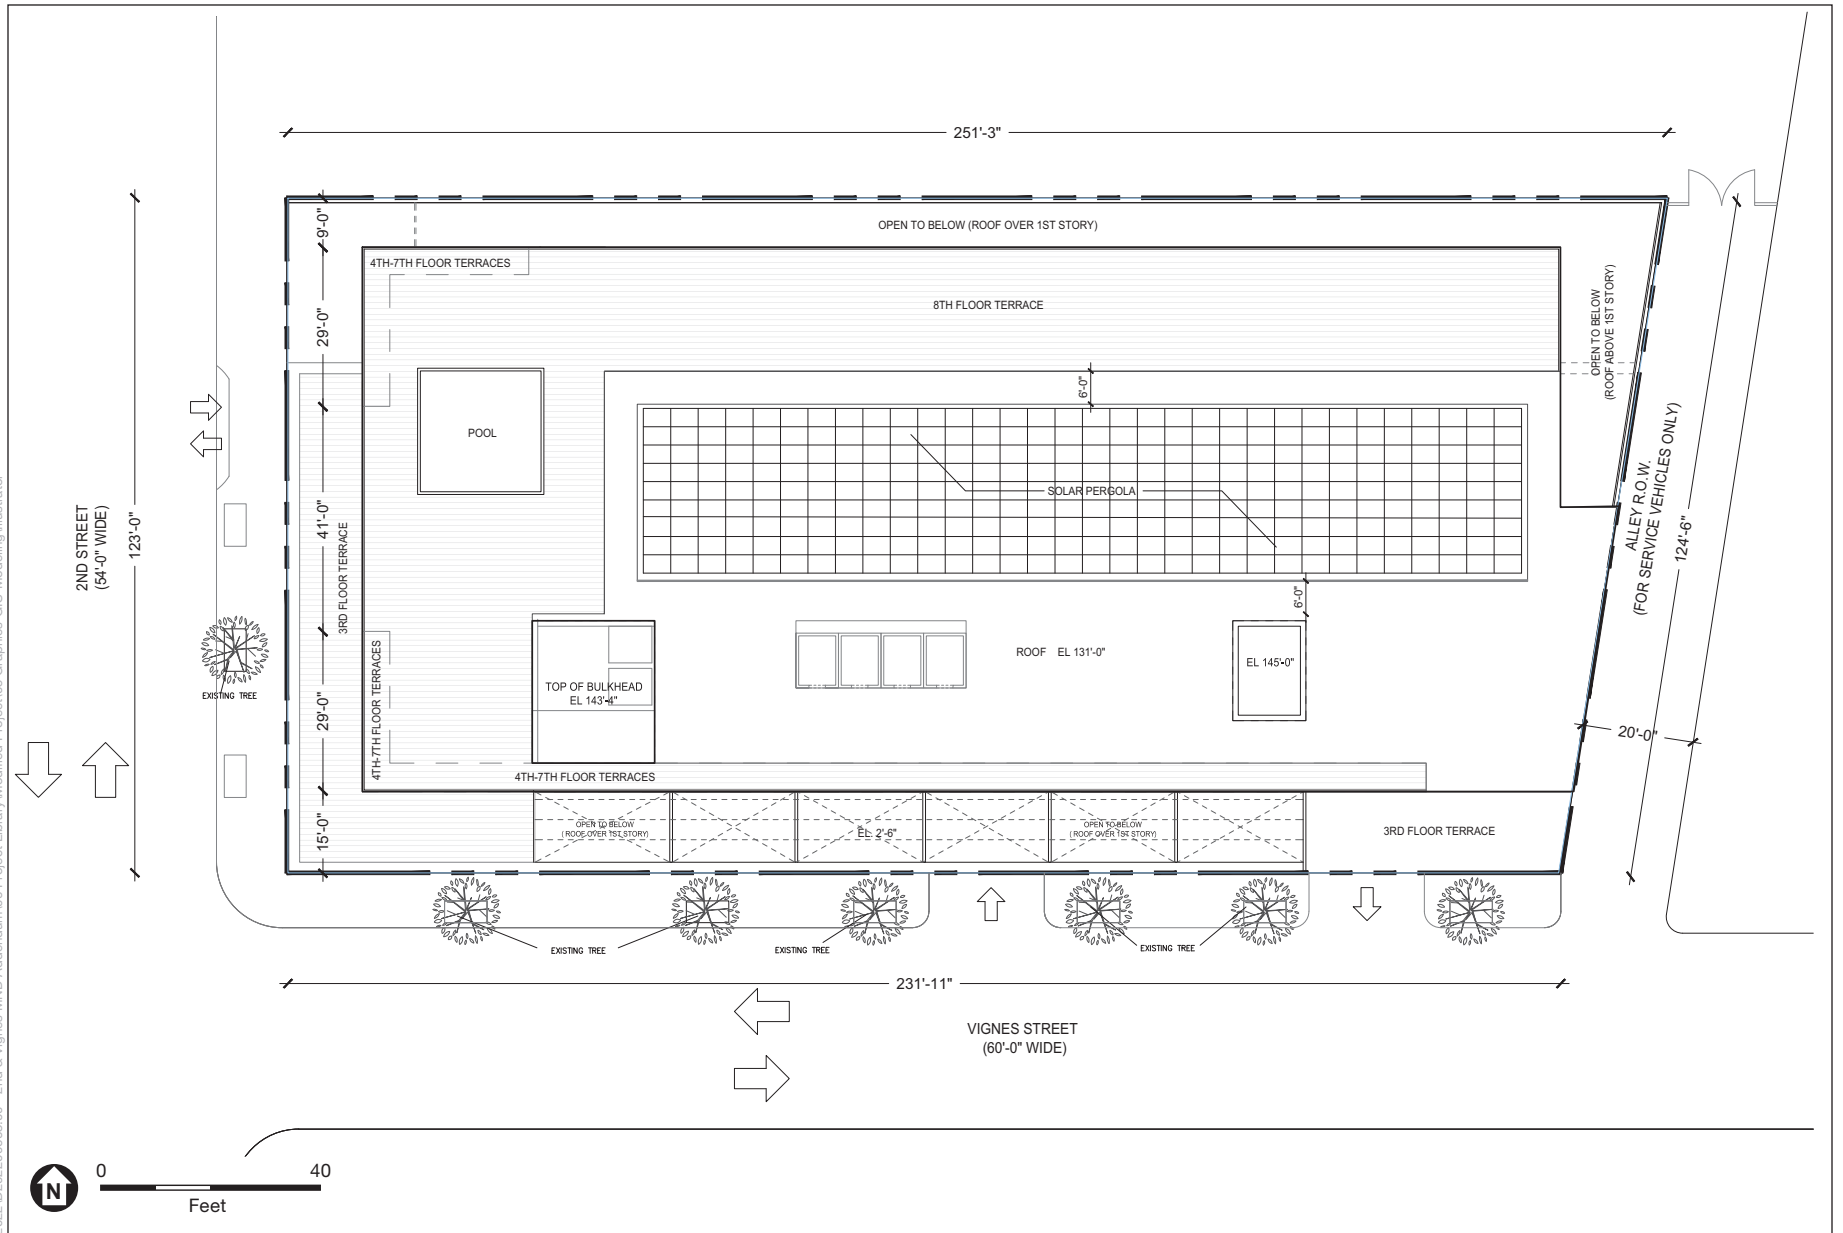 251'-3"
9'-0"
OPEN TO BELOW (ROOF OVER 1ST STORY)
4TH-7TH FLOOR TERRACES
8TH FLOOR TERRACE
29'-0"
OPEN TO BELOW
(ROOF ABOVE 1ST STORY)
6'-0"
POOL
SOLAR PERGOLA
2ND STREET
(54'-0" WIDE)
123'-0"
41'-0"
3RD FLOOR TERRACE
ALLEY R.O.W.
(FOR SERVICE VEHICLES ONLY)
124'-6"
6'-0"
ROOF EL 131'-0"
EL 145'-0"
EXISTING TREE
TOP OF BULKHEAD
EL 143'-4"
29'-0"
4TH-7TH FLOOR TERRACES
20'-0"
4TH-7TH FLOOR TERRACES
15'-0"
OPEN TO BELOW
(ROOF OVER 1ST STORY)
EL. 2'-6"
OPEN TO BELOW
(ROOF OVER 1ST STORY)
3RD FLOOR TERRACE
EXISTING TREE
EXISTING TREE
EXISTING TREE
231'-11"
VIGNES STREET
(60'-0" WIDE)
N
0
40
Feet